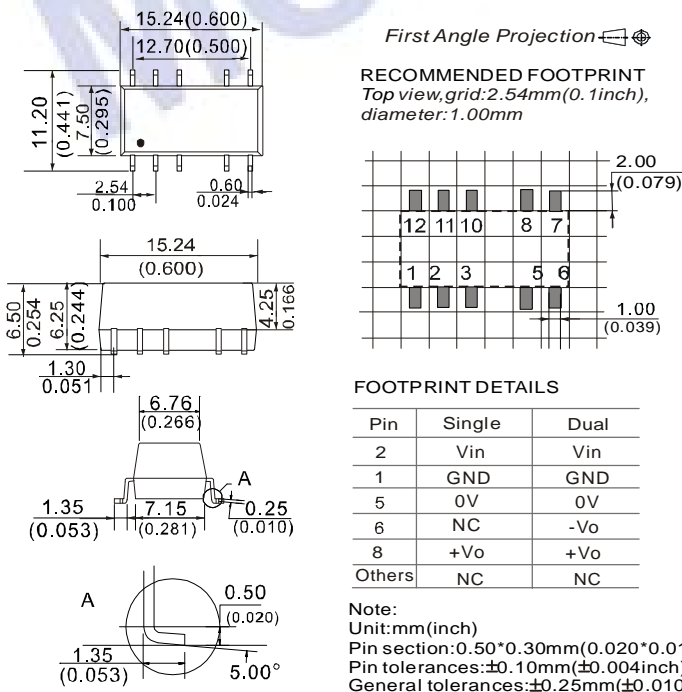 15.24(0.600)
12.70(0.500)
11.20
(0.441)
7.50
(0.295)
2.54
0.100
0.60
0.024
15.24
(0.600)
6.50
0.254
6.25
(0.244)
4.25
0.166
1.30
0.051
6.76
(0.266)
A
1.35
(0.053)
7.15
(0.281)
0.25
(0.010)
A
0.50
(0.020)
1.35
(0.053)
5.00°
First Angle Projection
RECOMMENDED FOOTPRINT
Top view,grid:2.54mm(0.1inch),
diameter:1.00mm
2.00
(0.079)
12 11 10 8 7
1 2 3 5 6
1.00
(0.039)
FOOTPRINT DETAILS
Pin Single Dual
2 Vin Vin
1 GND GND
5 0V 0V
6 NC -Vo
8 +Vo +Vo
Others NC NC
Note:
Unit:mm(inch)
Pin section:0.50*0.30mm(0.020*0.01
Pin tolerances:±0.10mm(±0.004inch)
General tolerances:±0.25mm(±0.010